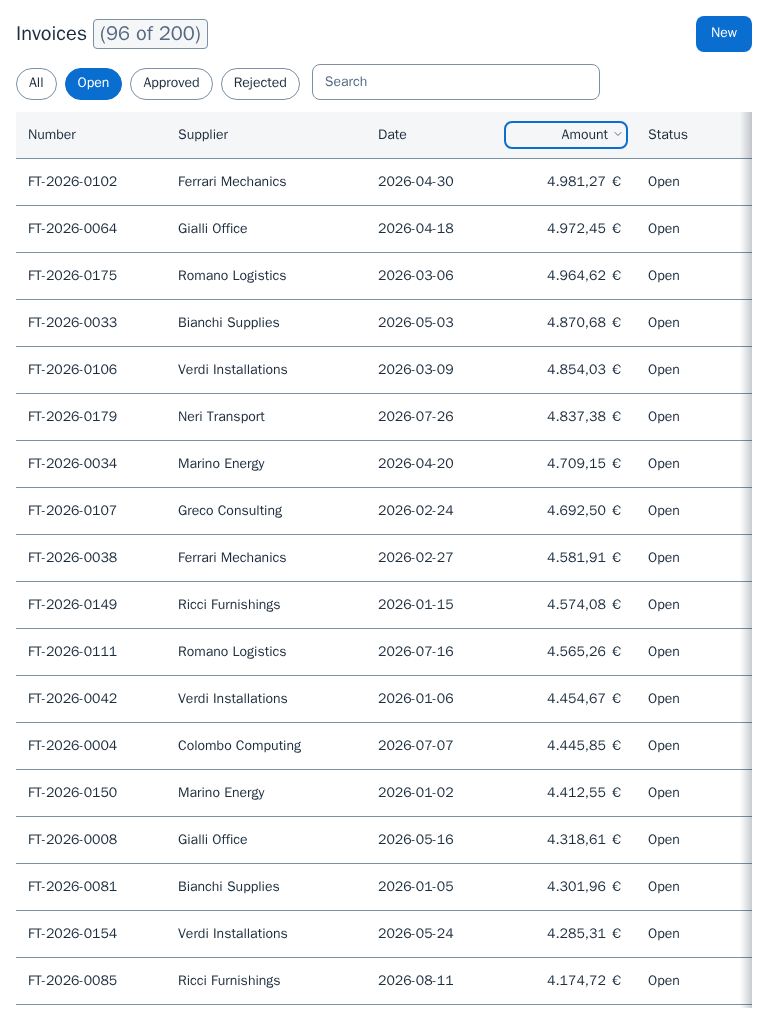 Invoices (96 of 200) New
All Open Approved Rejected Search
Number Supplier Date Amount Status
FT-2026-0102 Ferrari Mechanics 2026-04-30 4.981,27 € Open
FT-2026-0064 Gialli Office 2026-04-18 4.972,45 € Open
FT-2026-0175 Romano Logistics 2026-03-06 4.964,62 € Open
FT-2026-0033 Bianchi Supplies 2026-05-03 4.870,68 € Open
FT-2026-0106 Verdi Installations 2026-03-09 4.854,03 € Open
FT-2026-0179 Neri Transport 2026-07-26 4.837,38 € Open
FT-2026-0034 Marino Energy 2026-04-20 4.709,15 € Open
FT-2026-0107 Greco Consulting 2026-02-24 4.692,50 € Open
FT-2026-0038 Ferrari Mechanics 2026-02-27 4.581,91 € Open
FT-2026-0149 Ricci Furnishings 2026-01-15 4.574,08 € Open
FT-2026-0111 Romano Logistics 2026-07-16 4.565,26 € Open
FT-2026-0042 Verdi Installations 2026-01-06 4.454,67 € Open
FT-2026-0004 Colombo Computing 2026-07-07 4.445,85 € Open
FT-2026-0150 Marino Energy 2026-01-02 4.412,55 € Open
FT-2026-0008 Gialli Office 2026-05-16 4.318,61 € Open
FT-2026-0081 Bianchi Supplies 2026-01-05 4.301,96 € Open
FT-2026-0154 Verdi Installations 2026-05-24 4.285,31 € Open
FT-2026-0085 Ricci Furnishings 2026-08-11 4.174,72 € Open